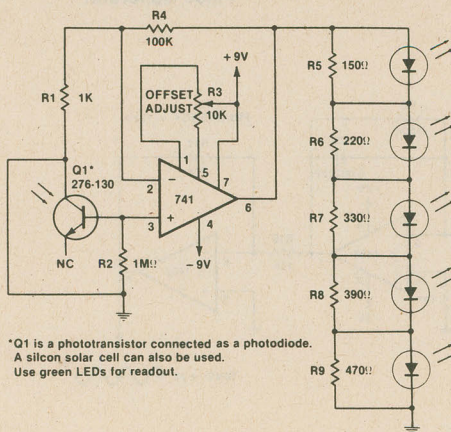 R4
100K
+9V
R5 150Ω
R1 1K
OFFSET
ADJUST
R3
10K
R6 220Ω
Q1*
276-130
1
5
7
2
−
741
6
3
+
4
R7 330Ω
NC
R2 1MΩ
−9V
R8 390Ω
*Q1 is a phototransistor connected as a photodiode.
A silcon solar cell can also be used.
Use green LEDs for readout.
R9 470Ω